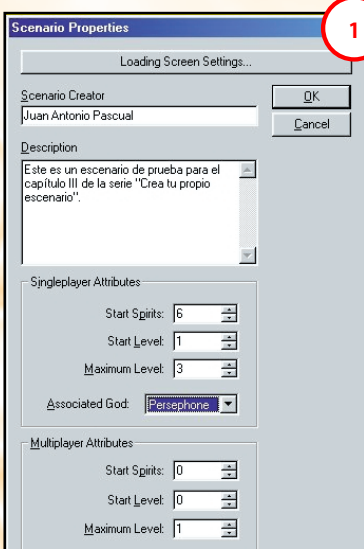 Scenario Properties
1
Loading Screen Settings...
Scenario Creator
OK
Juan Antonio Pascual
Cancel
Description
Este es un escenario de prueba para el
capítulo III de la serie "Crea tu propio
escenario".
Singleplayer Attributes
Start Spirits: 6
Start Level: 1
Maximum Level: 3
Associated God: Persephone
Multiplayer Attributes
Start Spirits: 0
Start Level: 0
Maximum Level: 1